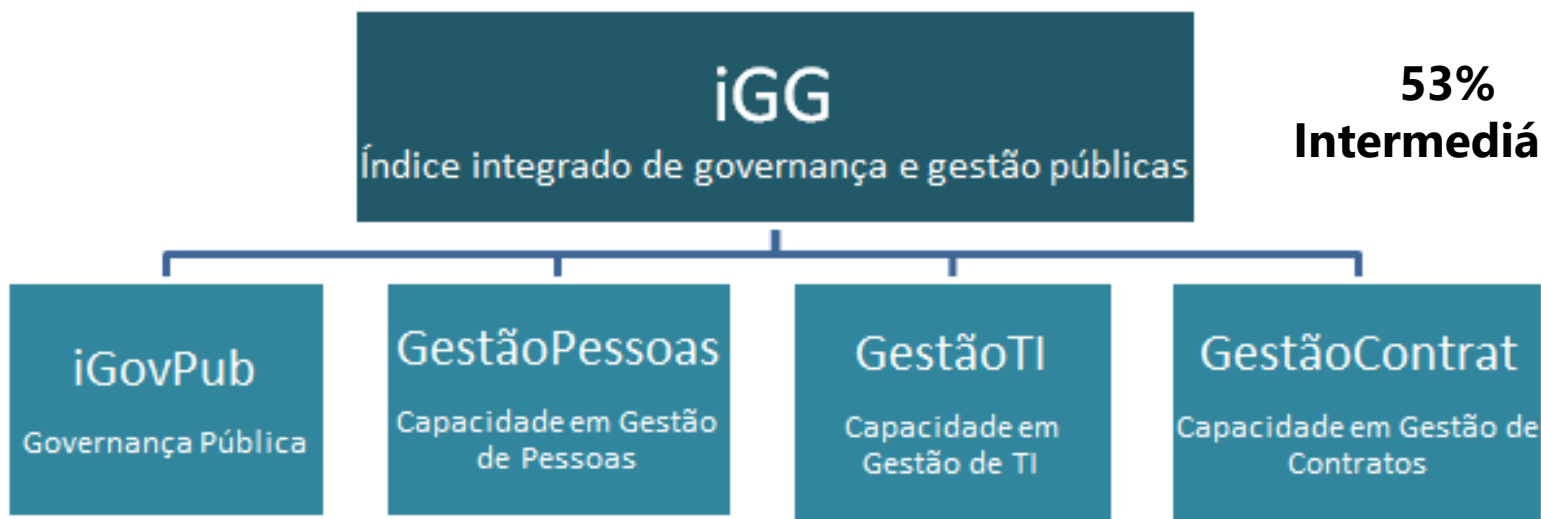 iGG
Índice integrado de governança e gestão públicas
53%
Intermediá
iGovPub
Governança Pública
GestãoPessoas
Capacidade em Gestão
de Pessoas
GestãoTI
Capacidade em
Gestão de TI
GestãoContrat
Capacidade em Gestão de
Contratos